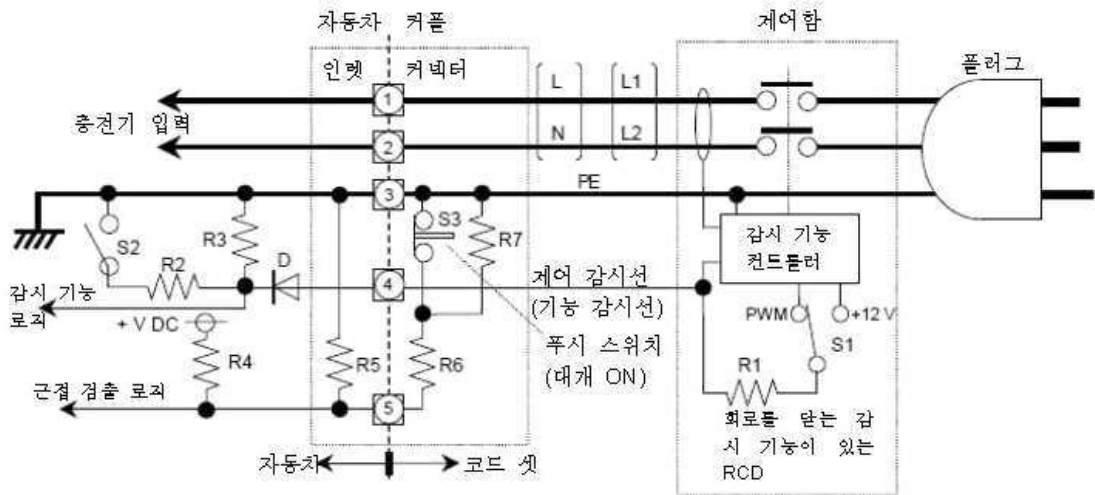 자동차 커플
제어함
인렛 커넥터
플러그
1
L
L1
충전기 입력
2
N
L2
3
PE
S3
R7
S2
R3
R2
D
4
감시 기능
컨트롤러
제어 감시선
(기능 감시선)
감시 기능
로직
+ V DC
PWM
+12 V
S1
푸시 스위치
(대개 ON)
R4
R5
R6
R1
근접 검출 로직
5
회로를 닫는 감
시 기능이 있는
RCD
자동차
코드 셋